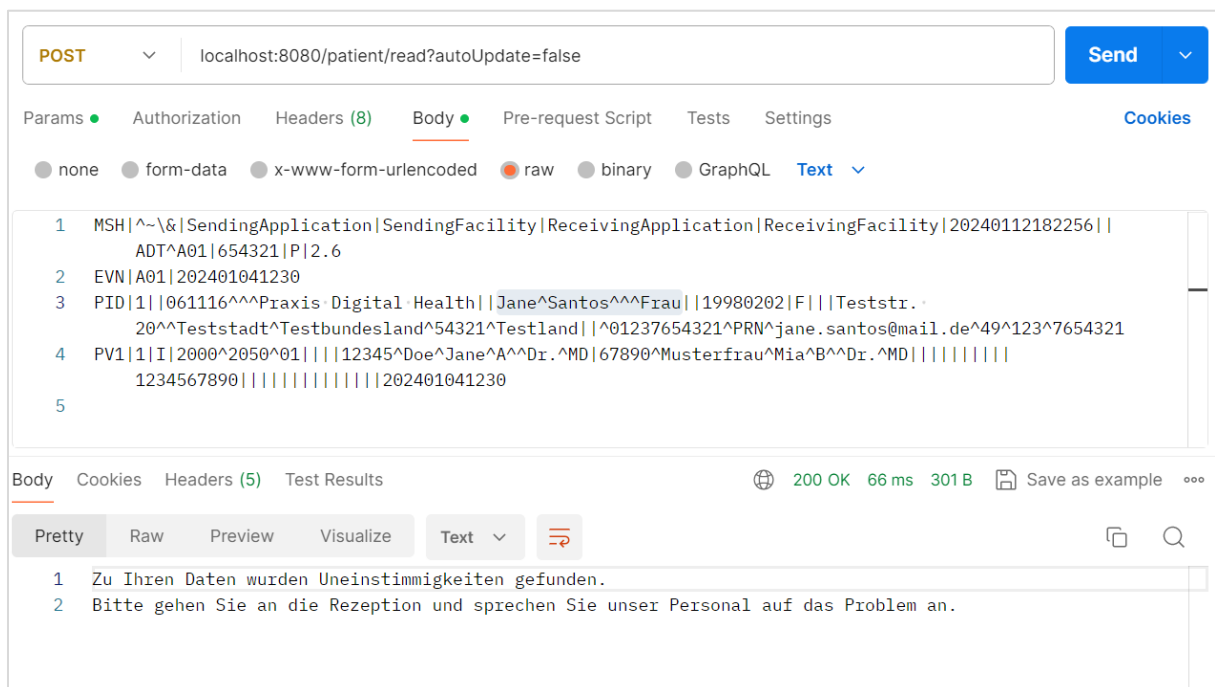 POST localhost:8080/patient/read?autoUpdate=false Send
Params Authorization Headers (8) Body Pre-request Script Tests Settings Cookies
none form-data x-www-form-urlencoded raw binary GraphQL Text
1 MSH|^~\&|SendingApplication|SendingFacility|ReceivingApplication|ReceivingFacility|20240112182256||
ADT^A01|654321|P|2.6
2 EVN|A01|202401041230
3 PID|1||061116^^^Praxis·Digital·Health||Jane^Santos^^^Frau||19980202|F|||Teststr.·
20^^Teststadt^Testbundesland^54321^Testland||^01237654321^PRN^jane.santos@mail.de^49^123^7654321
4 PV1|1|I|2000^2050^01||||12345^Doe^Jane^A^^Dr.^MD|67890^Musterfrau^Mia^B^^Dr.^MD||||||||||
1234567890|||||||||||||||202401041230
5
Body Cookies Headers (5) Test Results 200 OK 66 ms 301 B Save as example
Pretty Raw Preview Visualize Text
1 Zu Ihren Daten wurden Uneinstimmigkeiten gefunden.
2 Bitte gehen Sie an die Rezeption und sprechen Sie unser Personal auf das Problem an.